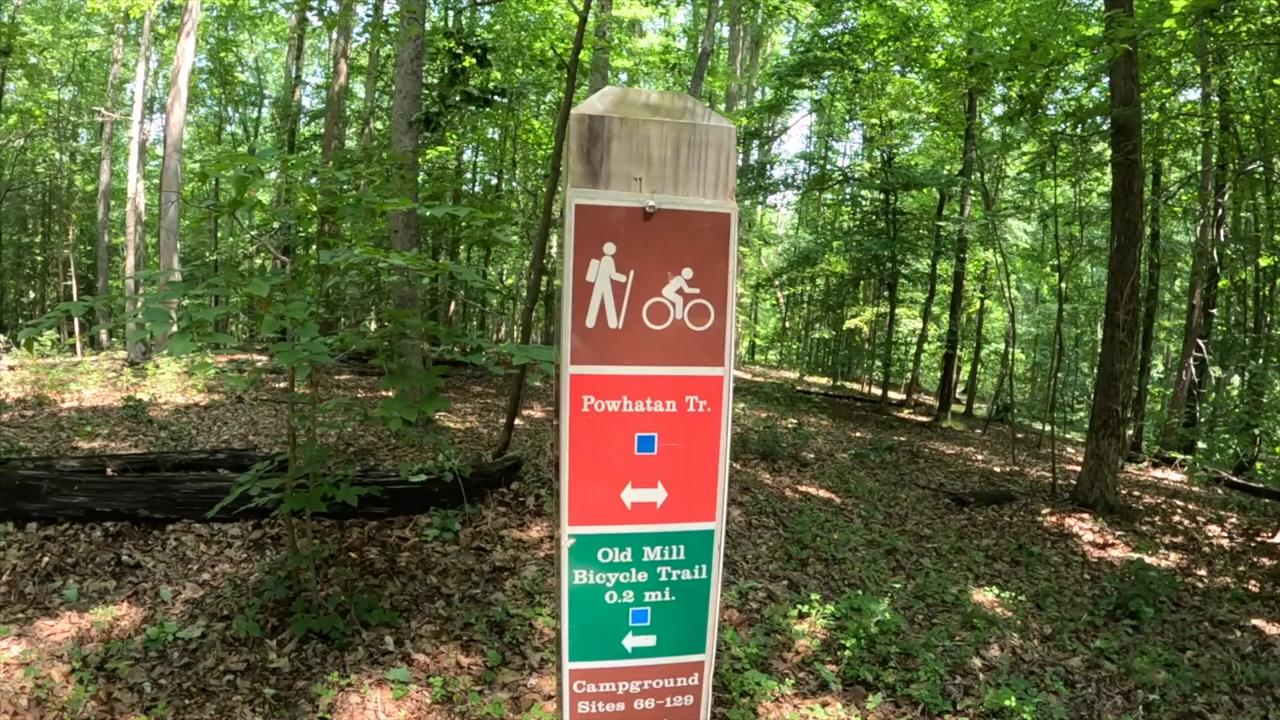 Powhatan Tr.
Old Mill
Bicycle Trail
0.2 mi.
Campground
Sites 66-129